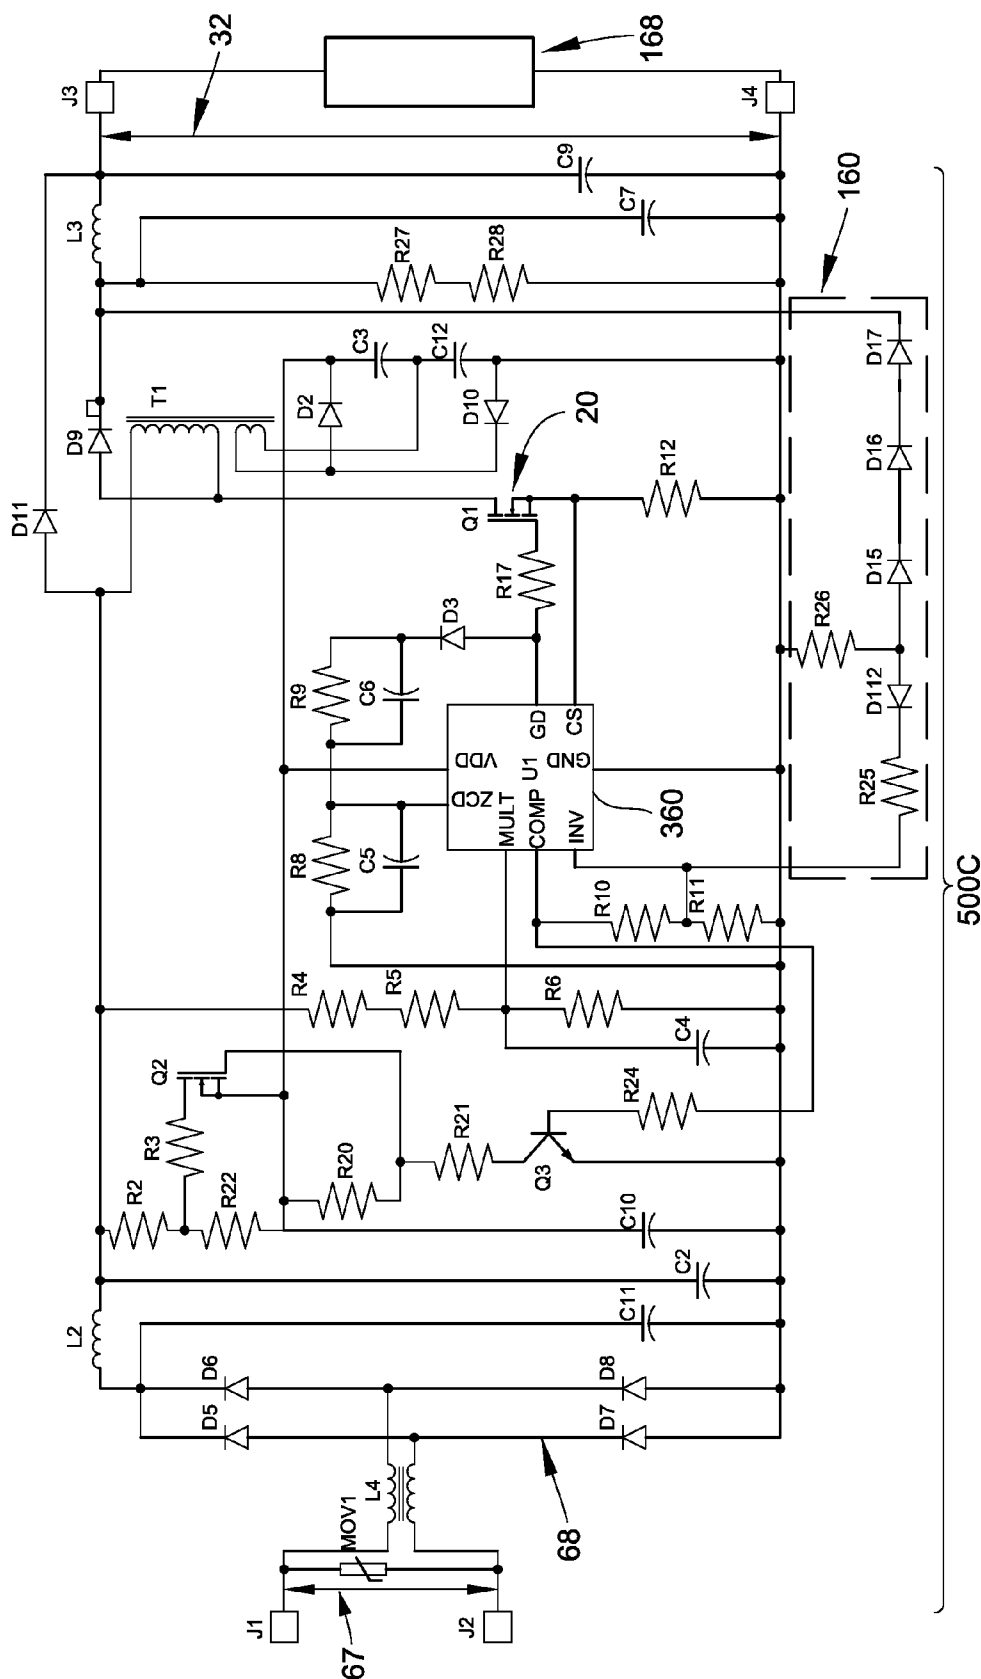 32
168
J3
J4
C9
160
L3
C7
R27
R28
D17
C3
C12
T1
D2
D10
D9
20
D16
D11
R12
Q1
R17
D3
D15
R26
R9
C6
GD
CS
VDD
U1
GND
D112
ZCD
MULT
COMP
INV
360
R25
R8
C5
R10
R11
500C
R4
R5
R6
C4
Q2
R24
R3
R21
Q3
R2
R22
R20
C10
C2
L2
C11
D6
D8
D5
D7
L4
68
MOV1
J1
J2
67